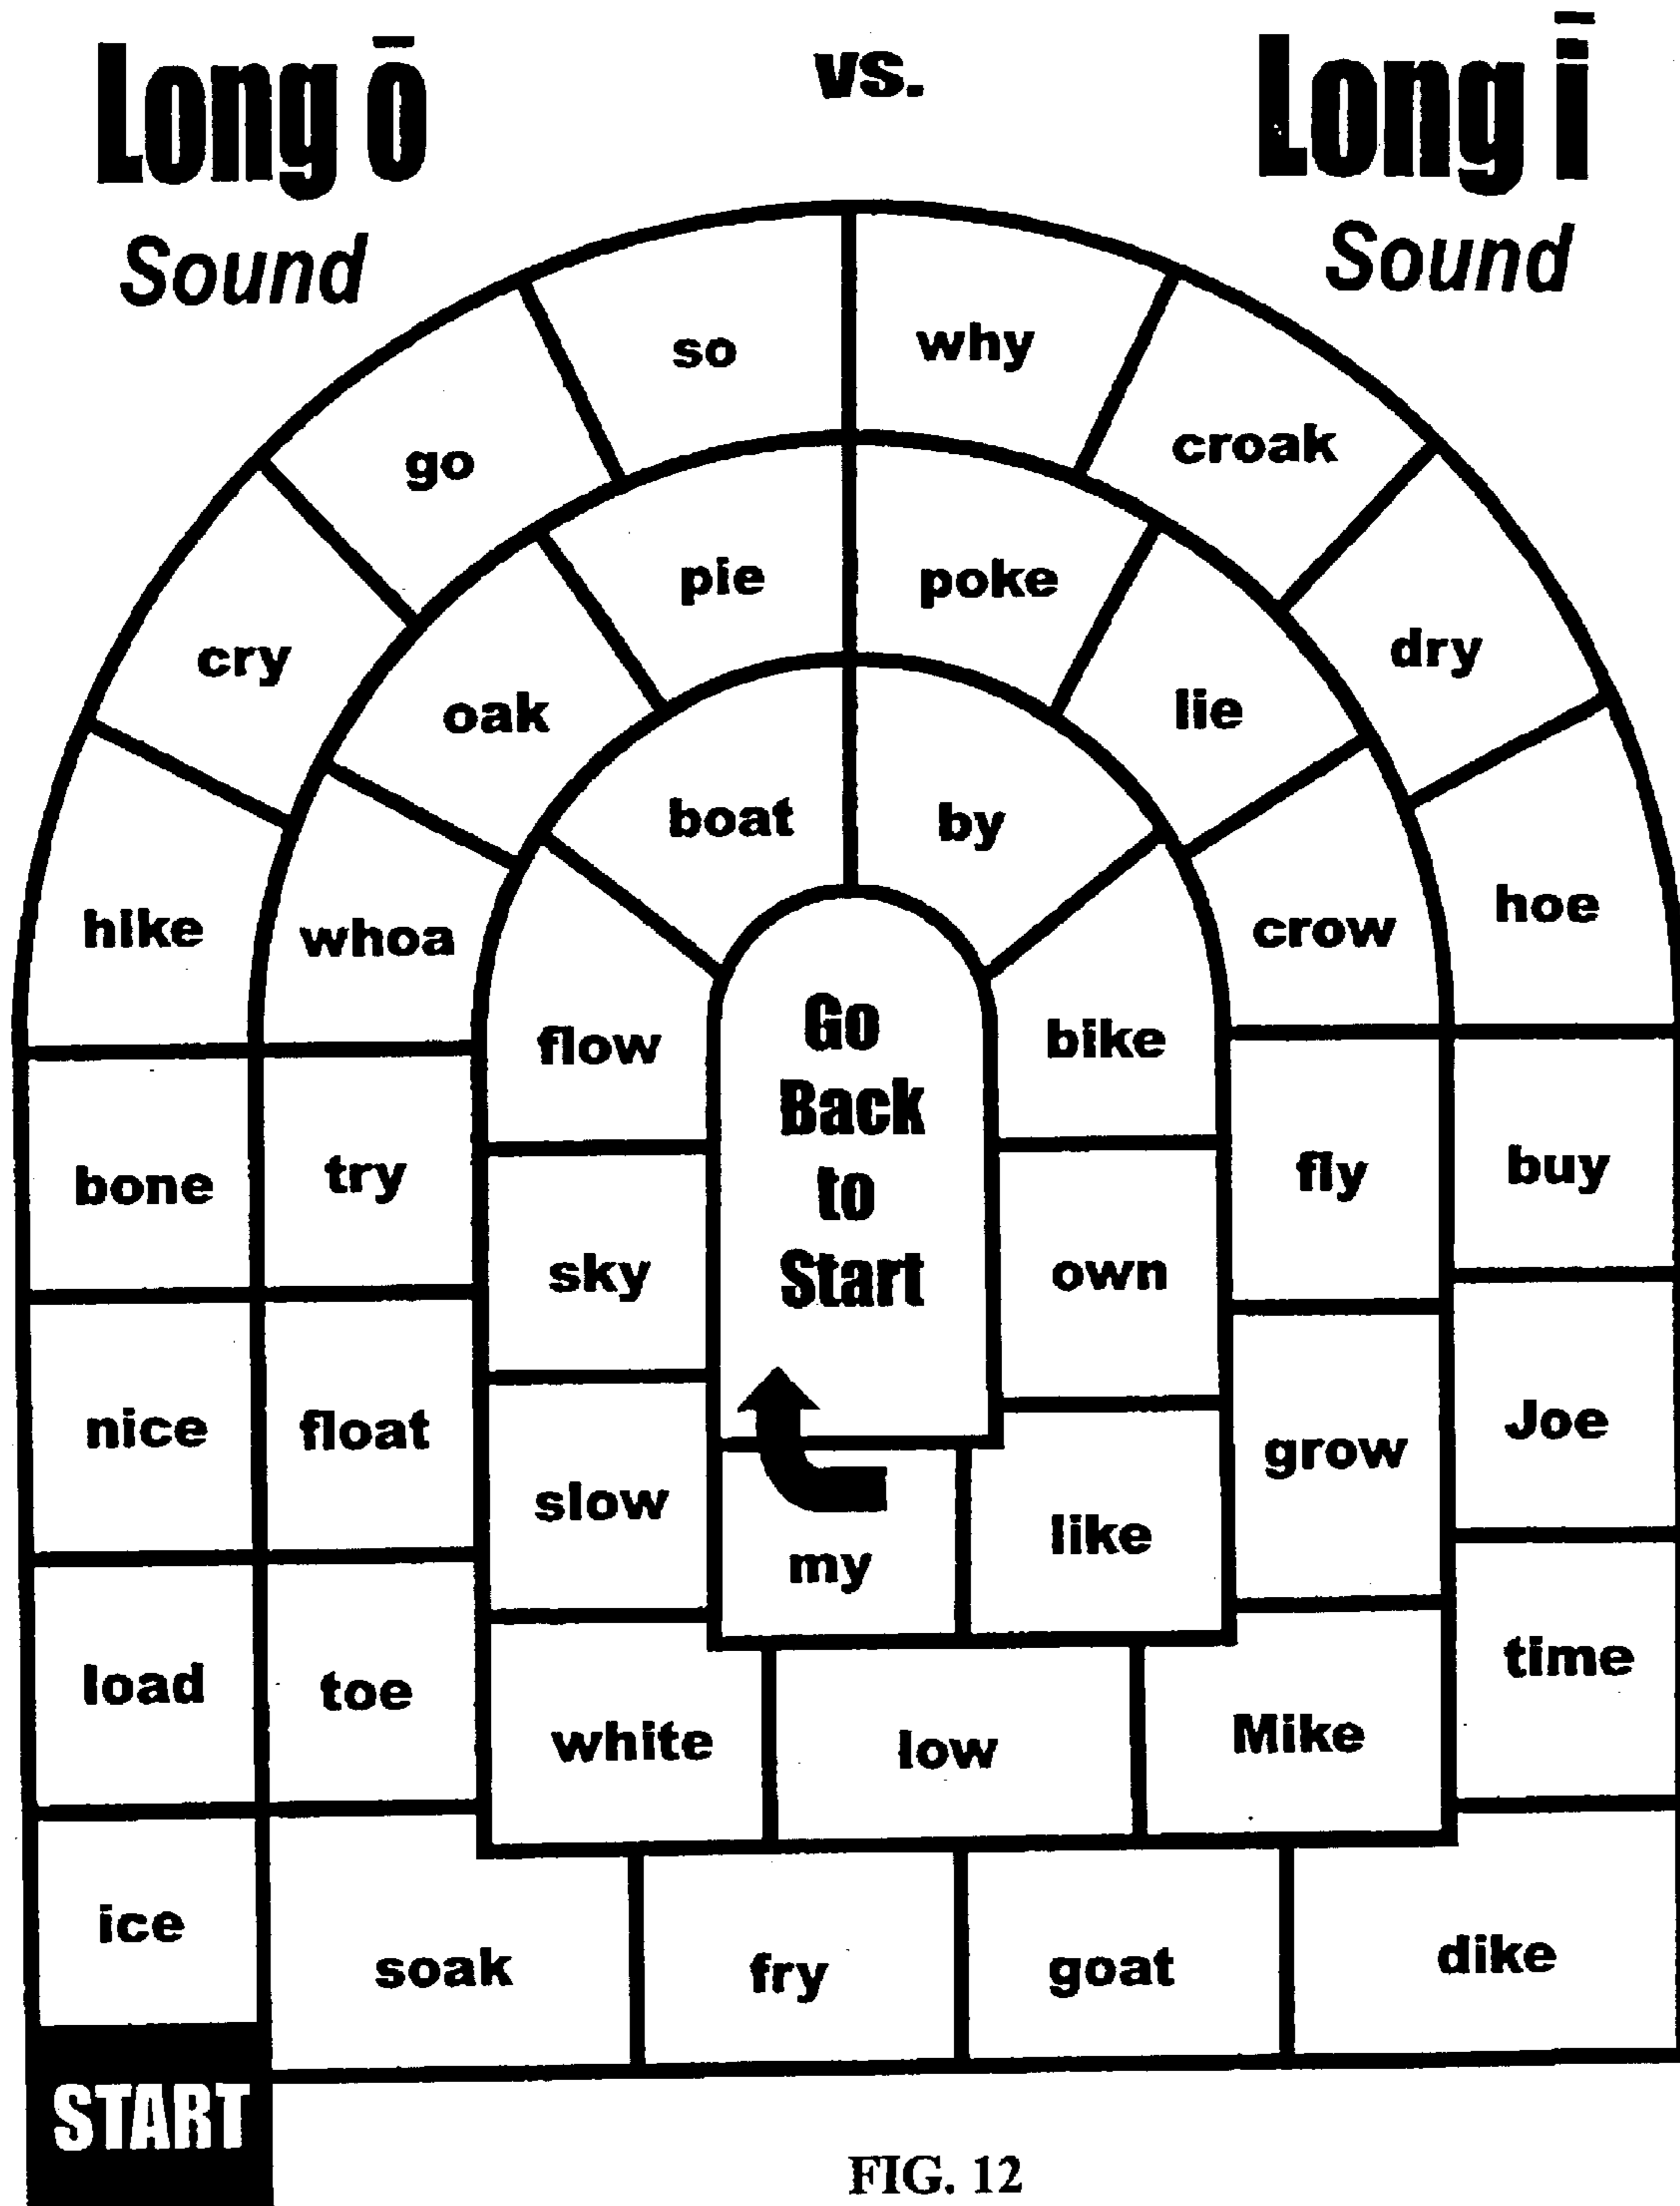 Long ō vs. Long ī
Sound Sound
so why
go croak
pie poke
cry dry
oak lie
boat by
hike whoa crow hoe
flow Go bike
Back
bone try to fly buy
sky Start own
nice float grow Joe
slow like
my
load toe time
white low Mike
ice dike
soak fry goat
START
FIG. 12